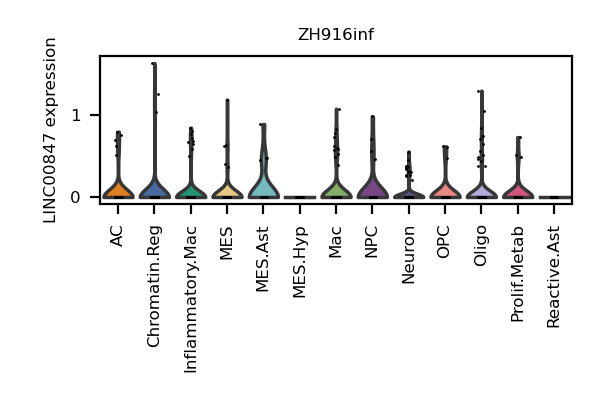 ZH916inf
LINC00847 expression
1
0
AC
Chromatin.Reg
Inflammatory.Mac
MES
MES.Ast
MES.Hyp
Mac
NPC
Neuron
OPC
Oligo
Prolif.Metab
Reactive.Ast